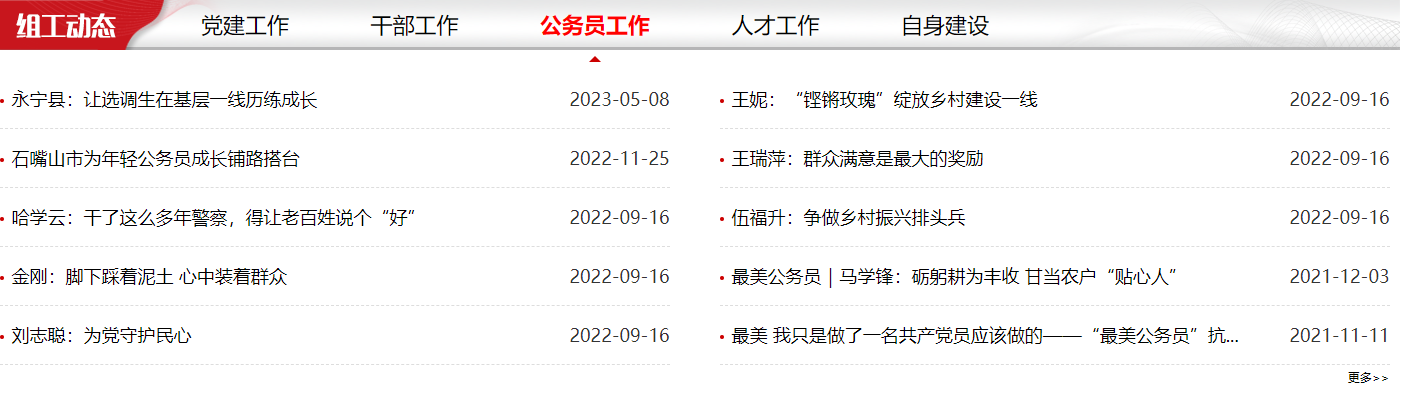 组工动态 党建工作 干部工作 公务员工作 人才工作 自身建设
永宁县：让选调生在基层一线历练成长 2023-05-08
石嘴山市为年轻公务员成长铺路搭台 2022-11-25
哈学云：干了这么多年警察，得让老百姓说个“好” 2022-09-16
金刚：脚下踩着泥土 心中装着群众 2022-09-16
刘志聪：为党守护民心 2022-09-16
王妮：“铿锵玫瑰”绽放乡村建设一线 2022-09-16
王瑞萍：群众满意是最大的奖励 2022-09-16
伍福升：争做乡村振兴排头兵 2022-09-16
最美公务员 | 马学锋：砺躬耕为丰收 甘当农户“贴心人” 2021-12-03
最美 我只是做了一名共产党员应该做的——“最美公务员”抗... 2021-11-11
更多>>